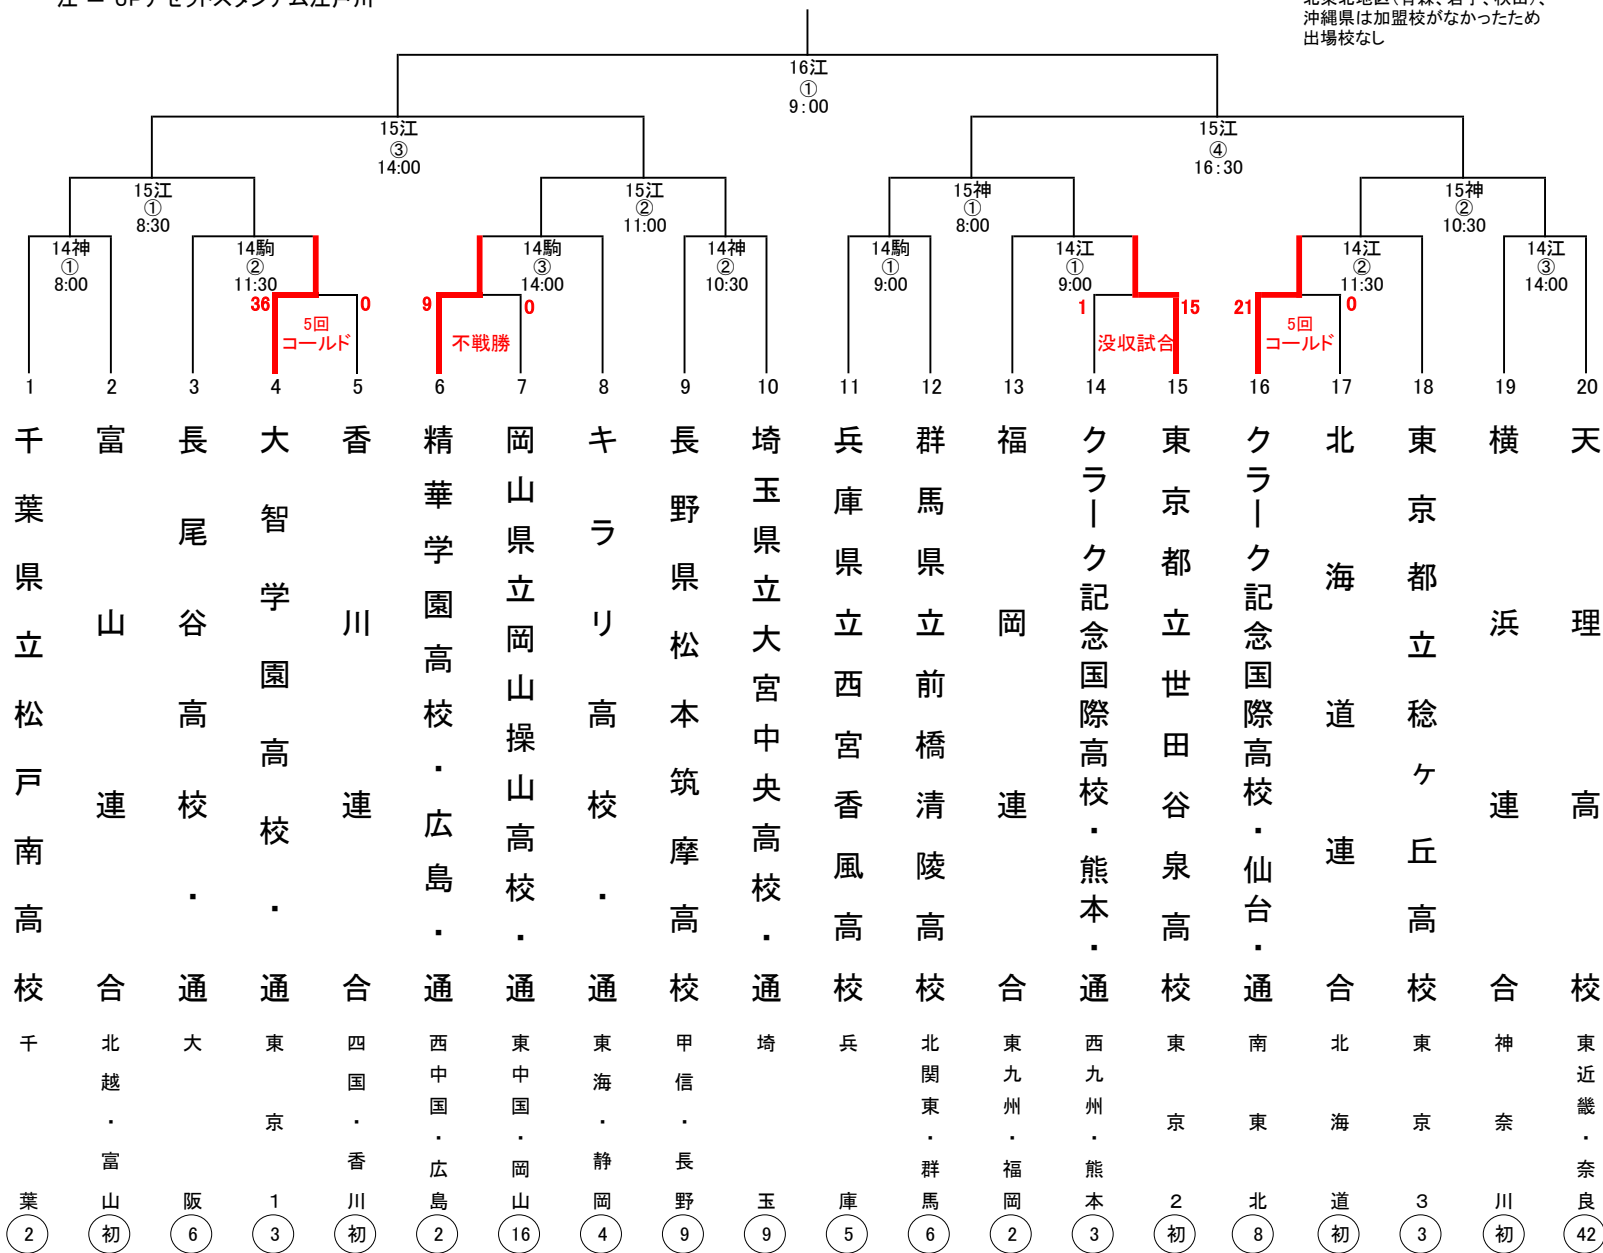 沖縄県は加盟校がなかったため
出場校なし
16江
①
9:00
15江
③
14:00
15江
④
16:30
15江
①
8:30
15江
②
11:00
15神
①
8:00
15神
②
10:30
14神
①
8:00
14駒
②
11:30
14駒
③
14:00
14神
②
10:30
14駒
①
9:00
14江
①
9:00
14江
②
11:30
14江
③
14:00
36
0
5回
コールド
9
0
不戦勝
1
15
没収試合
21
0
5回
コールド
1 2 3 4 5 6 7 8 9 10 11 12 13 14 15 16 17 18 19 20
千葉県立松戸南高校
富山連合
長尾谷高校・通
大智学園高校・通
香川連合
精華学園高校・広島・通
岡山県立岡山操山高校・通
キラリ高校・通
長野県松本筑摩高校
埼玉県立大宮中央高校・通
兵庫県立西宮香風高校
群馬県立前橋清陵高校
福岡連合
クラーク記念国際高校・熊本・通
東京都立世田谷泉高校
クラーク記念国際高校・仙台・通
北海道連合
東京都立稔ヶ丘高校
横浜連合
天理高校
千葉
北越・富山
大阪
東京1
四国・香川
西中国・広島
東中国・岡山
東海・静岡
甲信・長野
埼玉
兵庫
北関東・群馬
東九州・福岡
西九州・熊本
東京2
南東北
北海道
東京3
神奈川
東近畿・奈良
2 初 6 3 初 2 16 4 9 9 5 6 2 3 初 8 初 3 初 42